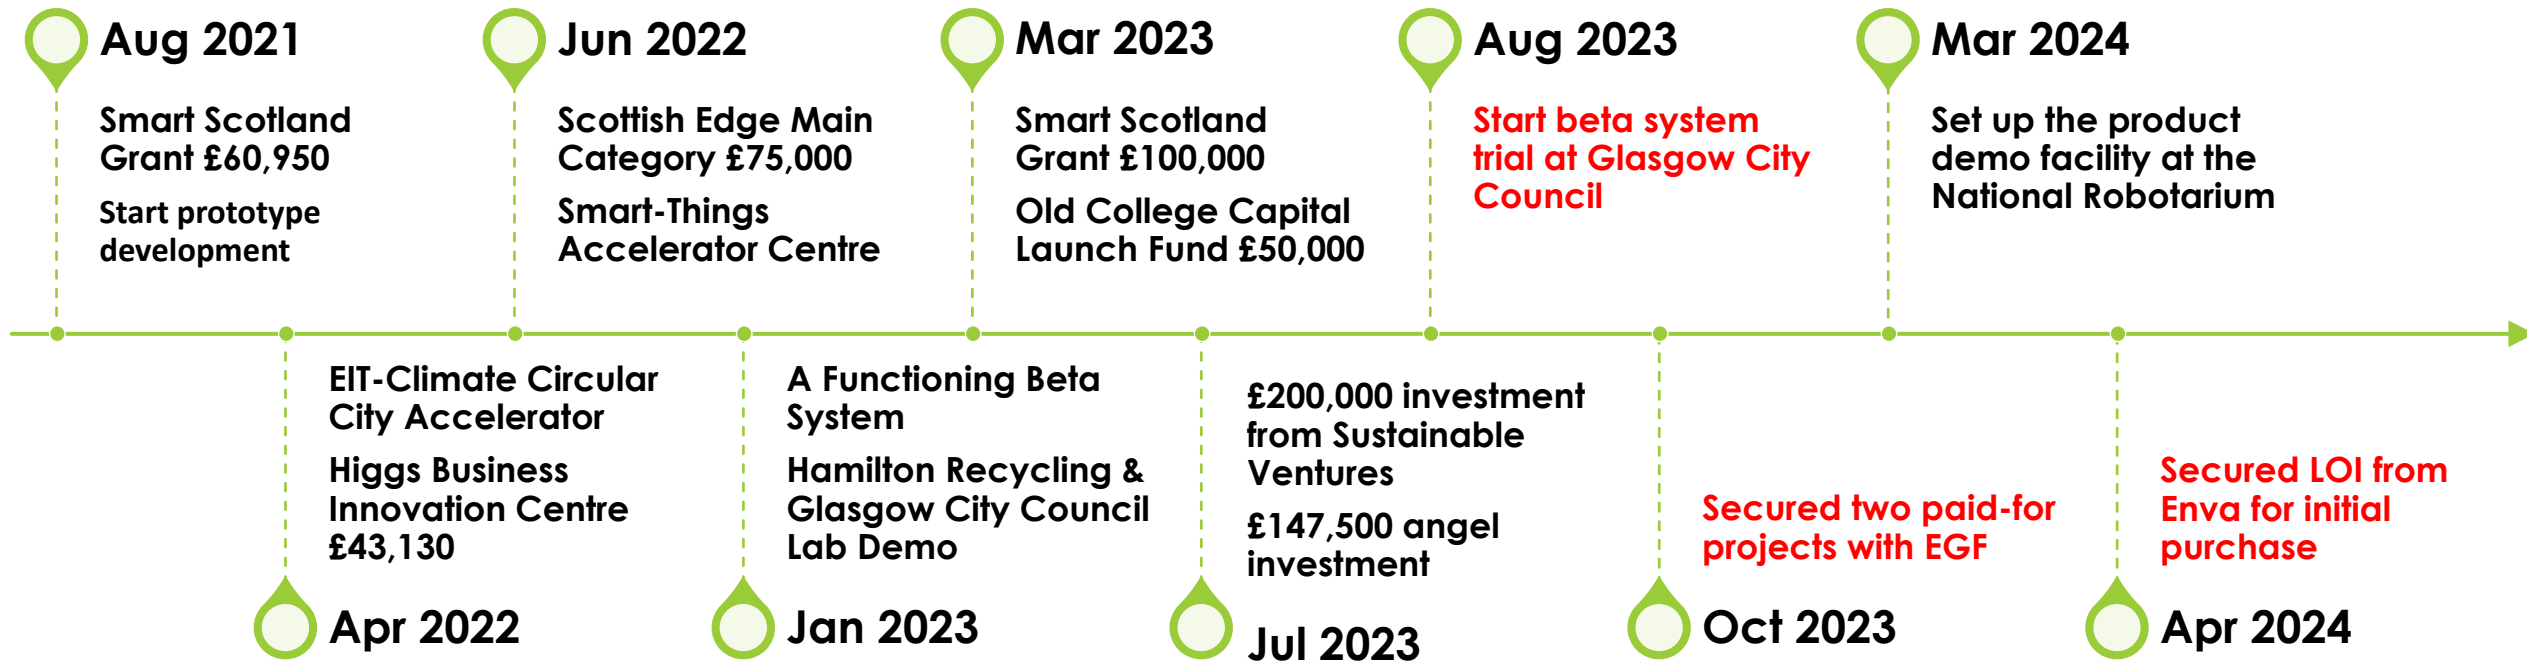 Aug 2021
Smart Scotland
Grant £60,950
Start prototype
development
Apr 2022
EIT-Climate Circular
City Accelerator
Higgs Business
Innovation Centre
£43,130
Jun 2022
Scottish Edge Main
Category £75,000
Smart-Things
Accelerator Centre
Jan 2023
A Functioning Beta
System
Hamilton Recycling &
Glasgow City Council
Lab Demo
Mar 2023
Smart Scotland
Grant £100,000
Old College Capital
Launch Fund £50,000
Jul 2023
£200,000 investment
from Sustainable
Ventures
£147,500 angel
investment
Aug 2023
Start beta system
trial at Glasgow City
Council
Oct 2023
Secured two paid-for
projects with EGF
Mar 2024
Set up the product
demo facility at the
National Robotarium
Apr 2024
Secured LOI from
Enva for initial
purchase